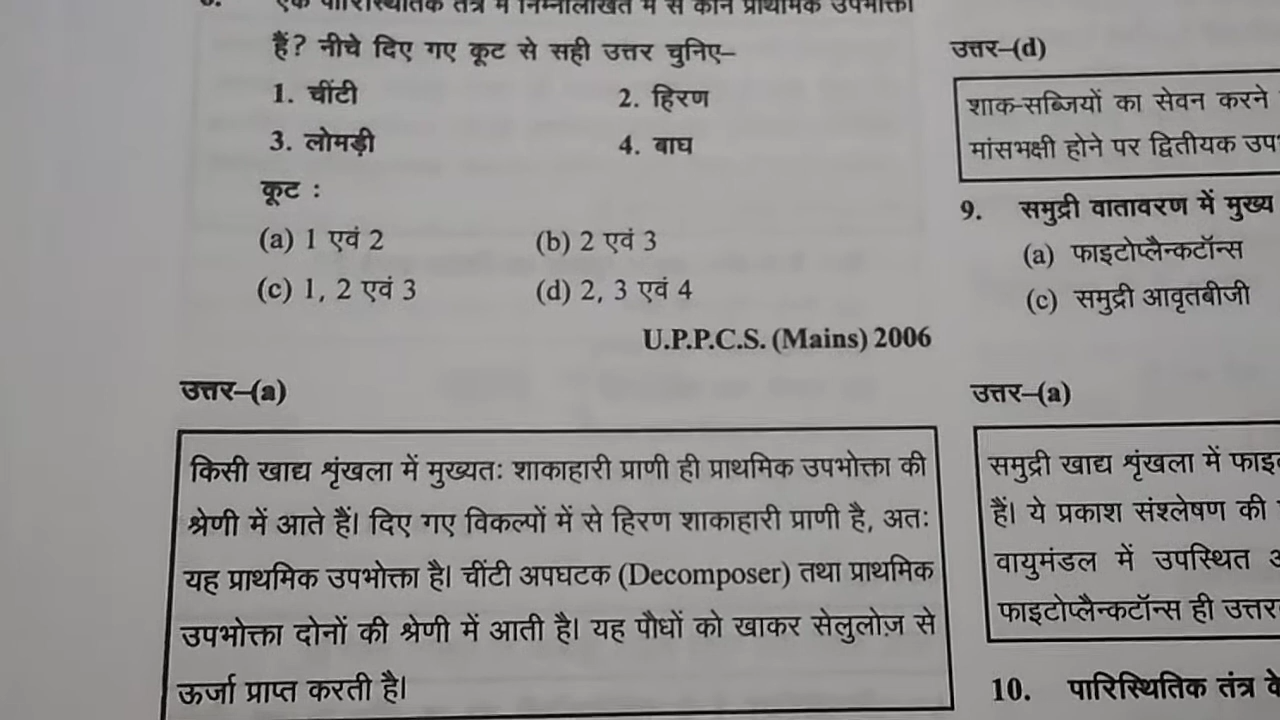 एक पारिस्थितिक तंत्र में निम्नलिखित में से कौन प्राथमिक उपभोक्ता
हैं? नीचे दिए गए कूट से सही उत्तर चुनिए–
1. चींटी 2. हिरण
3. लोमड़ी 4. बाघ
कूट :
(a) 1 एवं 2 (b) 2 एवं 3
(c) 1, 2 एवं 3 (d) 2, 3 एवं 4
U.P.P.C.S. (Mains) 2006
उत्तर–(a)
किसी खाद्य शृंखला में मुख्यतः शाकाहारी प्राणी ही प्राथमिक उपभोक्ता की
श्रेणी में आते हैं। दिए गए विकल्पों में से हिरण शाकाहारी प्राणी है, अतः
यह प्राथमिक उपभोक्ता है। चींटी अपघटक (Decomposer) तथा प्राथमिक
उपभोक्ता दोनों की श्रेणी में आती है। यह पौधों को खाकर सेलुलोज़ से
ऊर्जा प्राप्त करती है।
उत्तर–(d)
शाक-सब्जियों का सेवन करने
मांसभक्षी होने पर द्वितीयक
9. समुद्री वातावरण में मुख्य
(a) फाइटोप्लैन्कटॉन्स
(c) समुद्री आवृतबीजी
उत्तर–(a)
समुद्री खाद्य शृंखला में
हैं। ये प्रकाश संश्लेषण की
वायुमंडल में उपस्थित
फाइटोप्लैन्कटॉन्स ही
10. पारिस्थितिक तंत्र